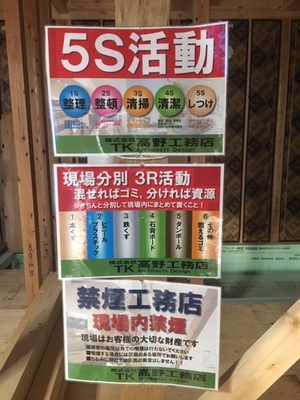 5S活動
1S 2S 3S 4S 5S
整理 整頓 清掃 清潔 しつけ
株式会社
TK 高野工務店
Architects Design
現場分別 3R活動
混ぜればゴミ、分ければ資源
※きちんと分別して現場内にまとめて置くこと!
1 木くず
2 ビニール プラスチック
3 鉄くず
4 石膏ボード
5 ダンボール
6 その他 燃えるゴミ
株式会社
TK 高野工務店
Architects Design
禁煙工務店
現場内禁煙
現場はお客様の大切な財産です
株式会社
TK 高野工務店
Architects Design